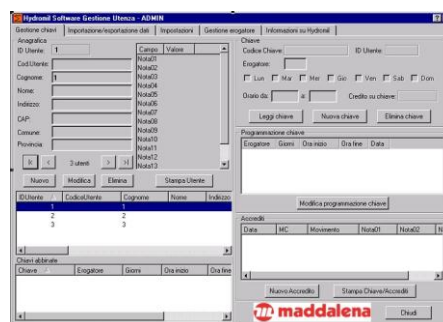 Hydronil Software Gestione Utenza - ADMIN
Gestione chiavi Importazione/esportazione dati Impostazioni Gestione erogatore Informazioni su Hydronil
Anagrafica
ID Utente: 1
Cod.Utente:
Cognome: 1
Nome:
Indirizzo:
CAP:
Comune:
Provincia:
Campo Valore
Nota01
Nota02
Nota03
Nota04
Nota05
Nota06
Nota07
Nota08
Nota09
Nota10
Nota11
Nota12
Nota13
3 utenti
Nuovo Modifica Elimina Stampa Utente
IDUtente CodiceUtente Cognome Nome Indirizzo
1 1
2 2
3 3
Chiavi abbinate
Chiave Erogatore Giorni Ora inizio Ora fine
Chiave
Codice Chiave: ID Utente:
Erogatore:
Lun Mar Mer Gio Ven Sab Dom
Orario da: a: Credito su chiave:
Leggi chiave Nuova chiave Elimina chiave
Programmazione chiave
Erogatore Giorni Ora inizio Ora fine Data
Modifica programmazione chiave
Accrediti
Data MC Movimento Nota01 Nota02 N
Nuovo Accredito Stampa Chiave/Accrediti
maddalena Chiudi